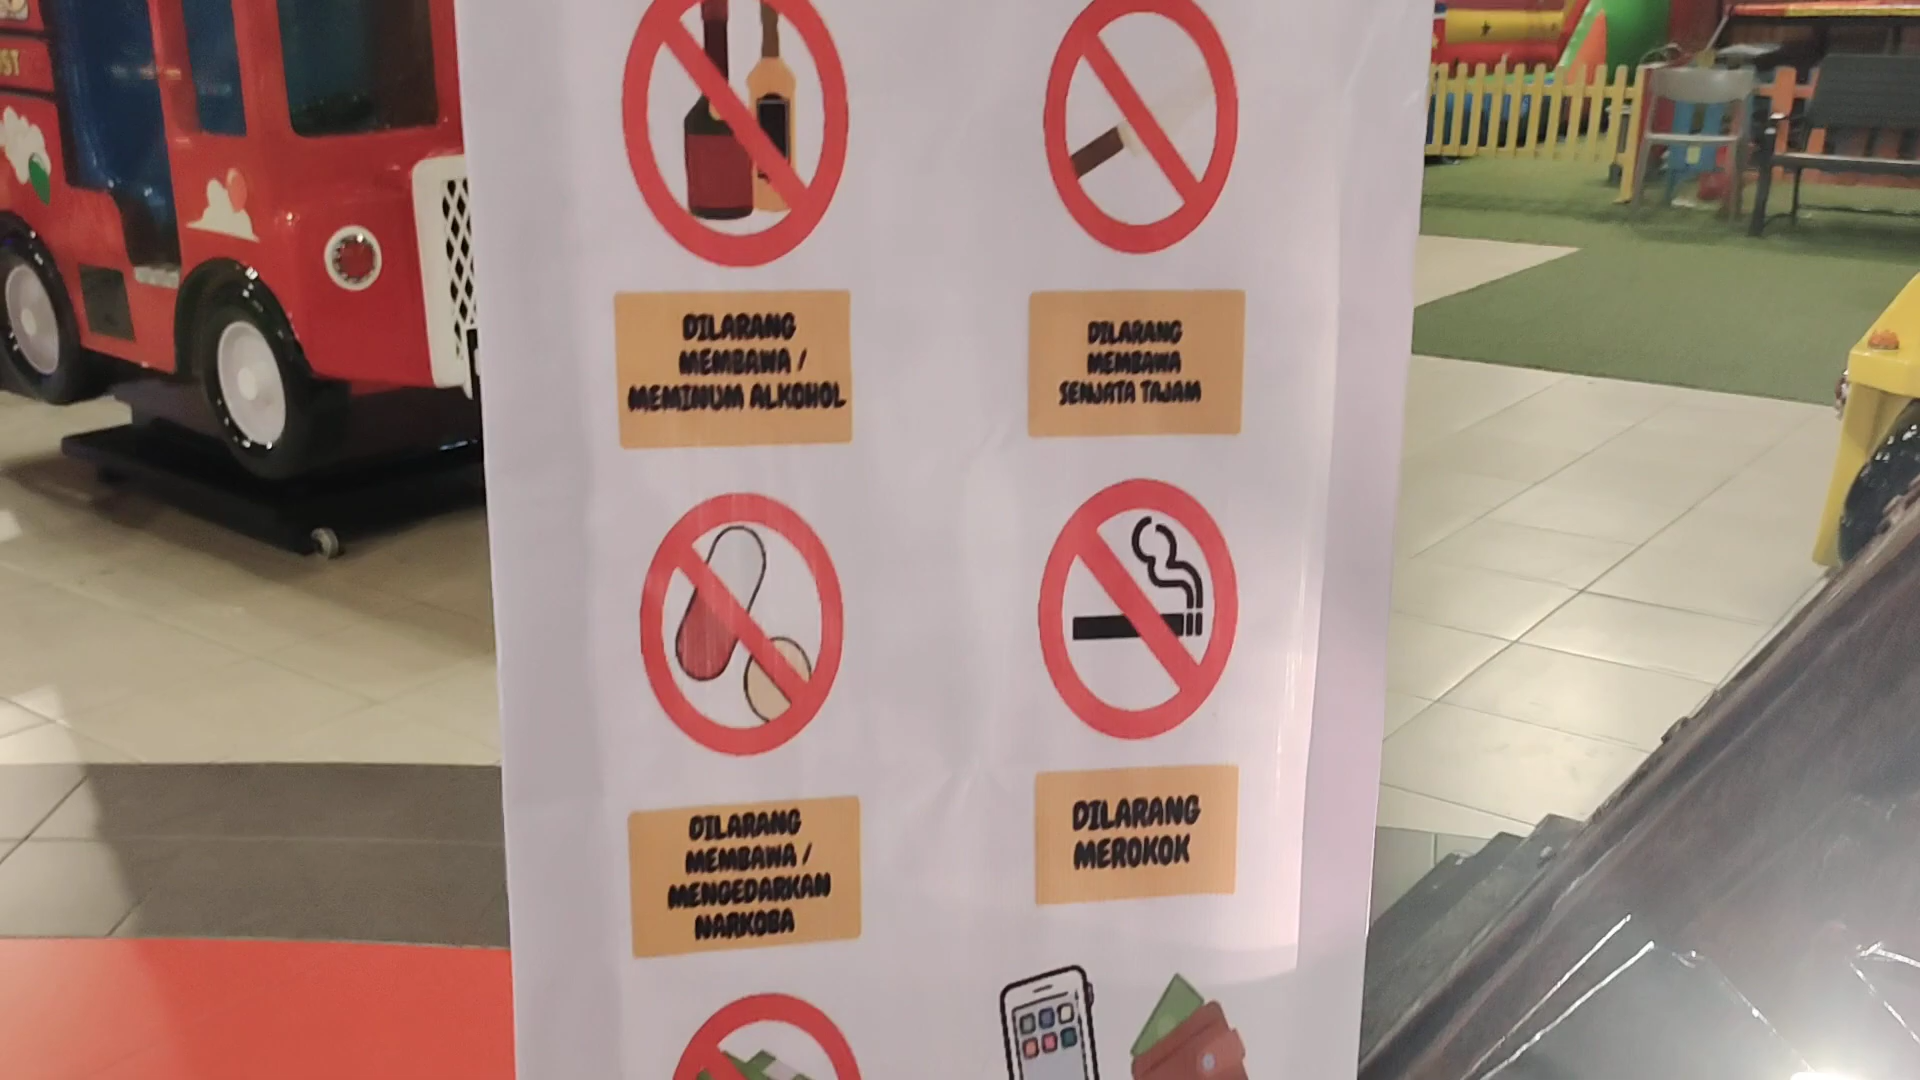 DILARANG
MEMBAWA /
MEMINUM ALKOHOL
DILARANG
MEMBAWA
SENJATA TAJAM
DILARANG
MEMBAWA /
MENGEDARKAN
NARKOBA
DILARANG
MEROKOK